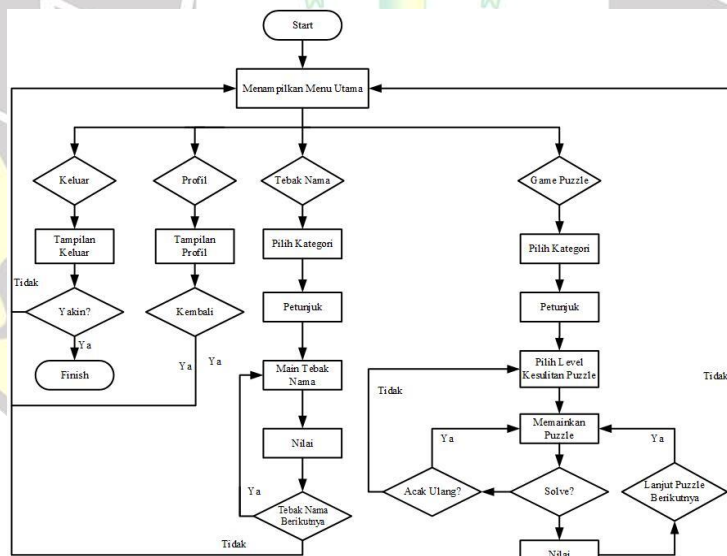 Start
Menampilkan Menu Utama
Keluar
Profil
Tebak Nama
Game Puzzle
Tampilan
Keluar
Tampilan
Profil
Pilih Kategori
Pilih Kategori
Tidak
Yakin?
Kembali
Petunjuk
Petunjuk
Ya
Finish
Ya
Ya
Main Tebak
Nama
Pilih Level
Kesulitan Puzzle
Tidak
Tidak
Memainkan
Puzzle
Nilai
Ya
Ya
Ya
Acak Ulang?
Solve?
Lanjut Puzzle
Berikutnya
Tebak Nama
Berikutnya
Tidak
Nilai